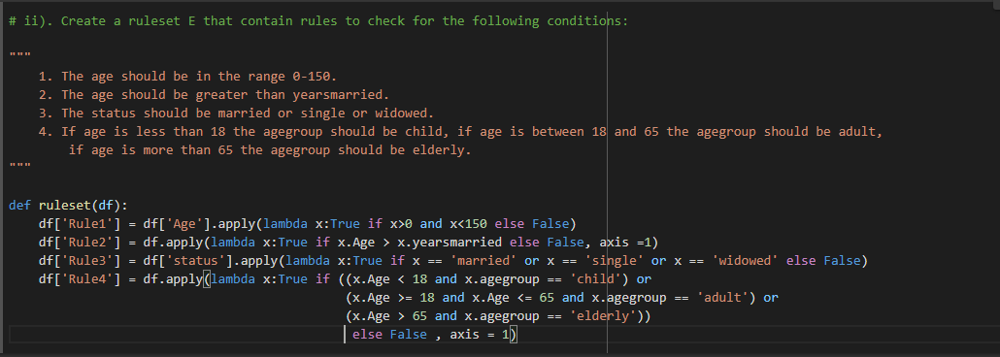 # ii). Create a ruleset E that contain rules to check for the following conditions:
"""
1. The age should be in the range 0-150.
2. The age should be greater than yearsmarried.
3. The status should be married or single or widowed.
4. If age is less than 18 the agegroup should be child, if age is between 18 and 65 the agegroup should be adult,
if age is more than 65 the agegroup should be elderly.
"""
def ruleset(df):
df['Rule1'] = df['Age'].apply(lambda x:True if x>0 and x<150 else False)
df['Rule2'] = df.apply(lambda x:True if x.Age > x.yearsmarried else False, axis =1)
df['Rule3'] = df['status'].apply(lambda x:True if x == 'married' or x == 'single' or x == 'widowed' else False)
df['Rule4'] = df.apply(lambda x:True if ((x.Age < 18 and x.agegroup == 'child') or
(x.Age >= 18 and x.Age <= 65 and x.agegroup == 'adult') or
(x.Age > 65 and x.agegroup == 'elderly'))
else False , axis = 1)